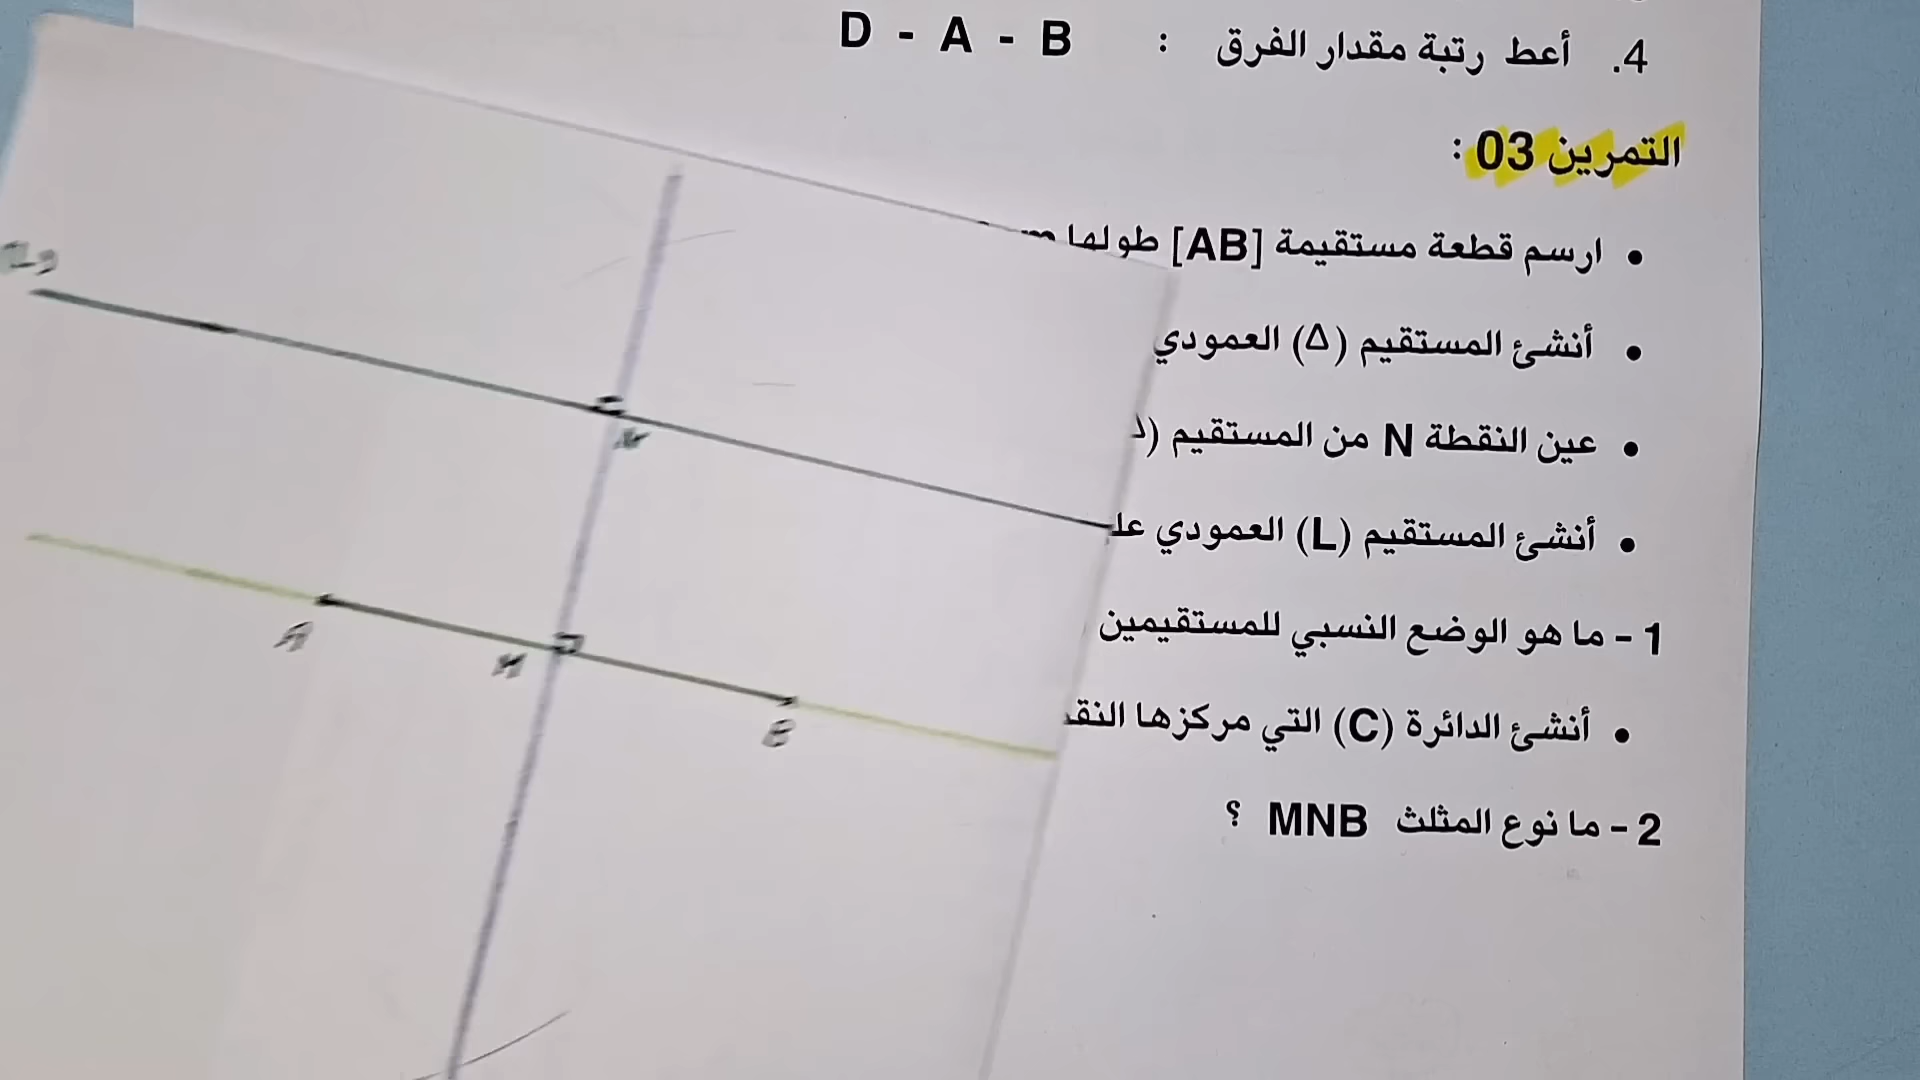 4. أعط رتبة مقدار الفرق : D - A - B
التمرين 03 :
• ارسم قطعة مستقيمة [AB] طولها
• أنشئ المستقيم (Δ) العمودي
• عين النقطة N من المستقيم
• أنشئ المستقيم (L) العمودي
1 - ما هو الوضع النسبي للمستقيمين
• أنشئ الدائرة (C) التي مركزها
2 - ما نوع المثلث MNB ؟
N
A
M
B